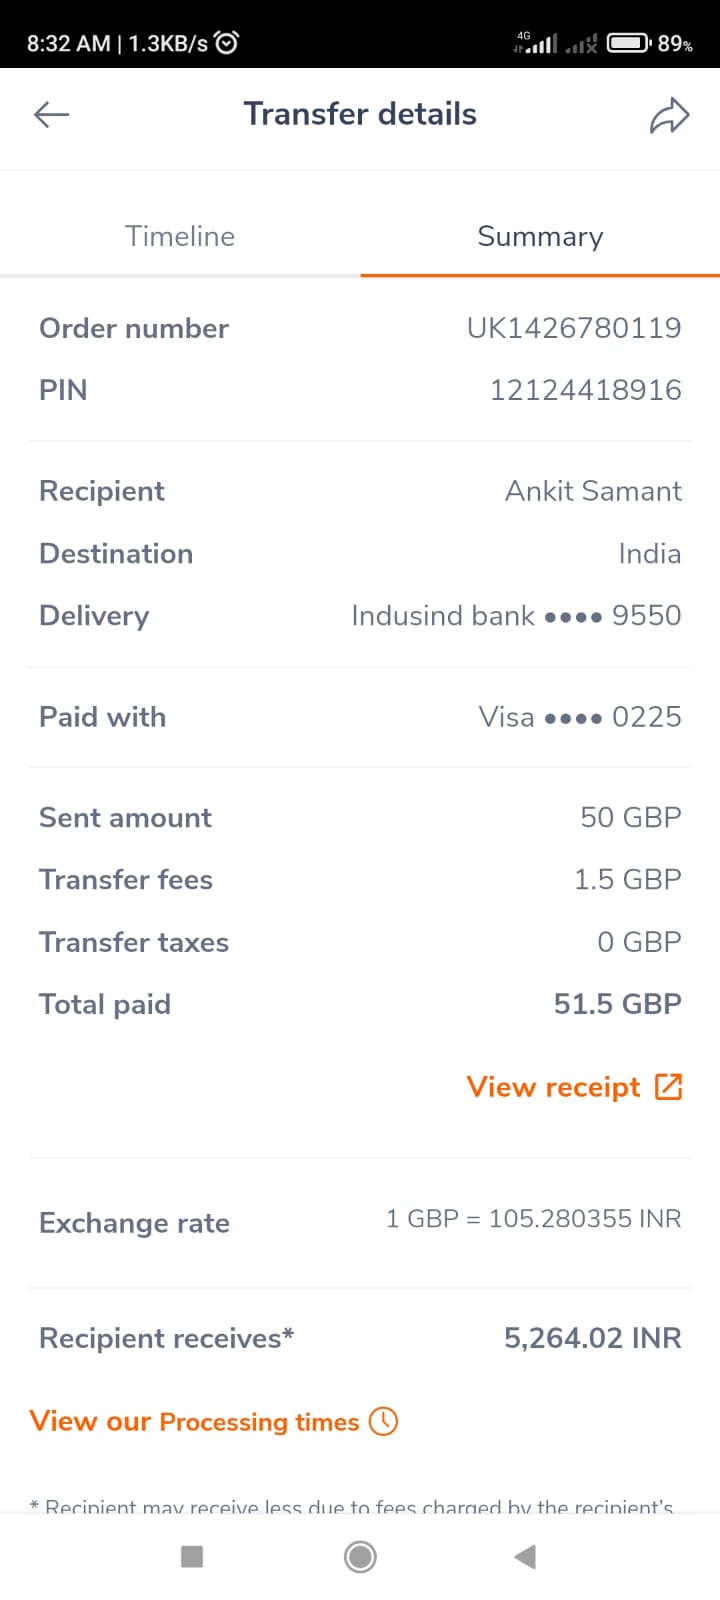 8:32 AM | 1.3KB/s 4G 89%
Transfer details
Timeline Summary
Order number UK1426780119
PIN 12124418916
Recipient Ankit Samant
Destination India
Delivery Indusind bank •••• 9550
Paid with Visa •••• 0225
Sent amount 50 GBP
Transfer fees 1.5 GBP
Transfer taxes 0 GBP
Total paid 51.5 GBP
View receipt
Exchange rate 1 GBP = 105.280355 INR
Recipient receives* 5,264.02 INR
View our Processing times
* Recipient may receive less due to fees charged by the recipient's